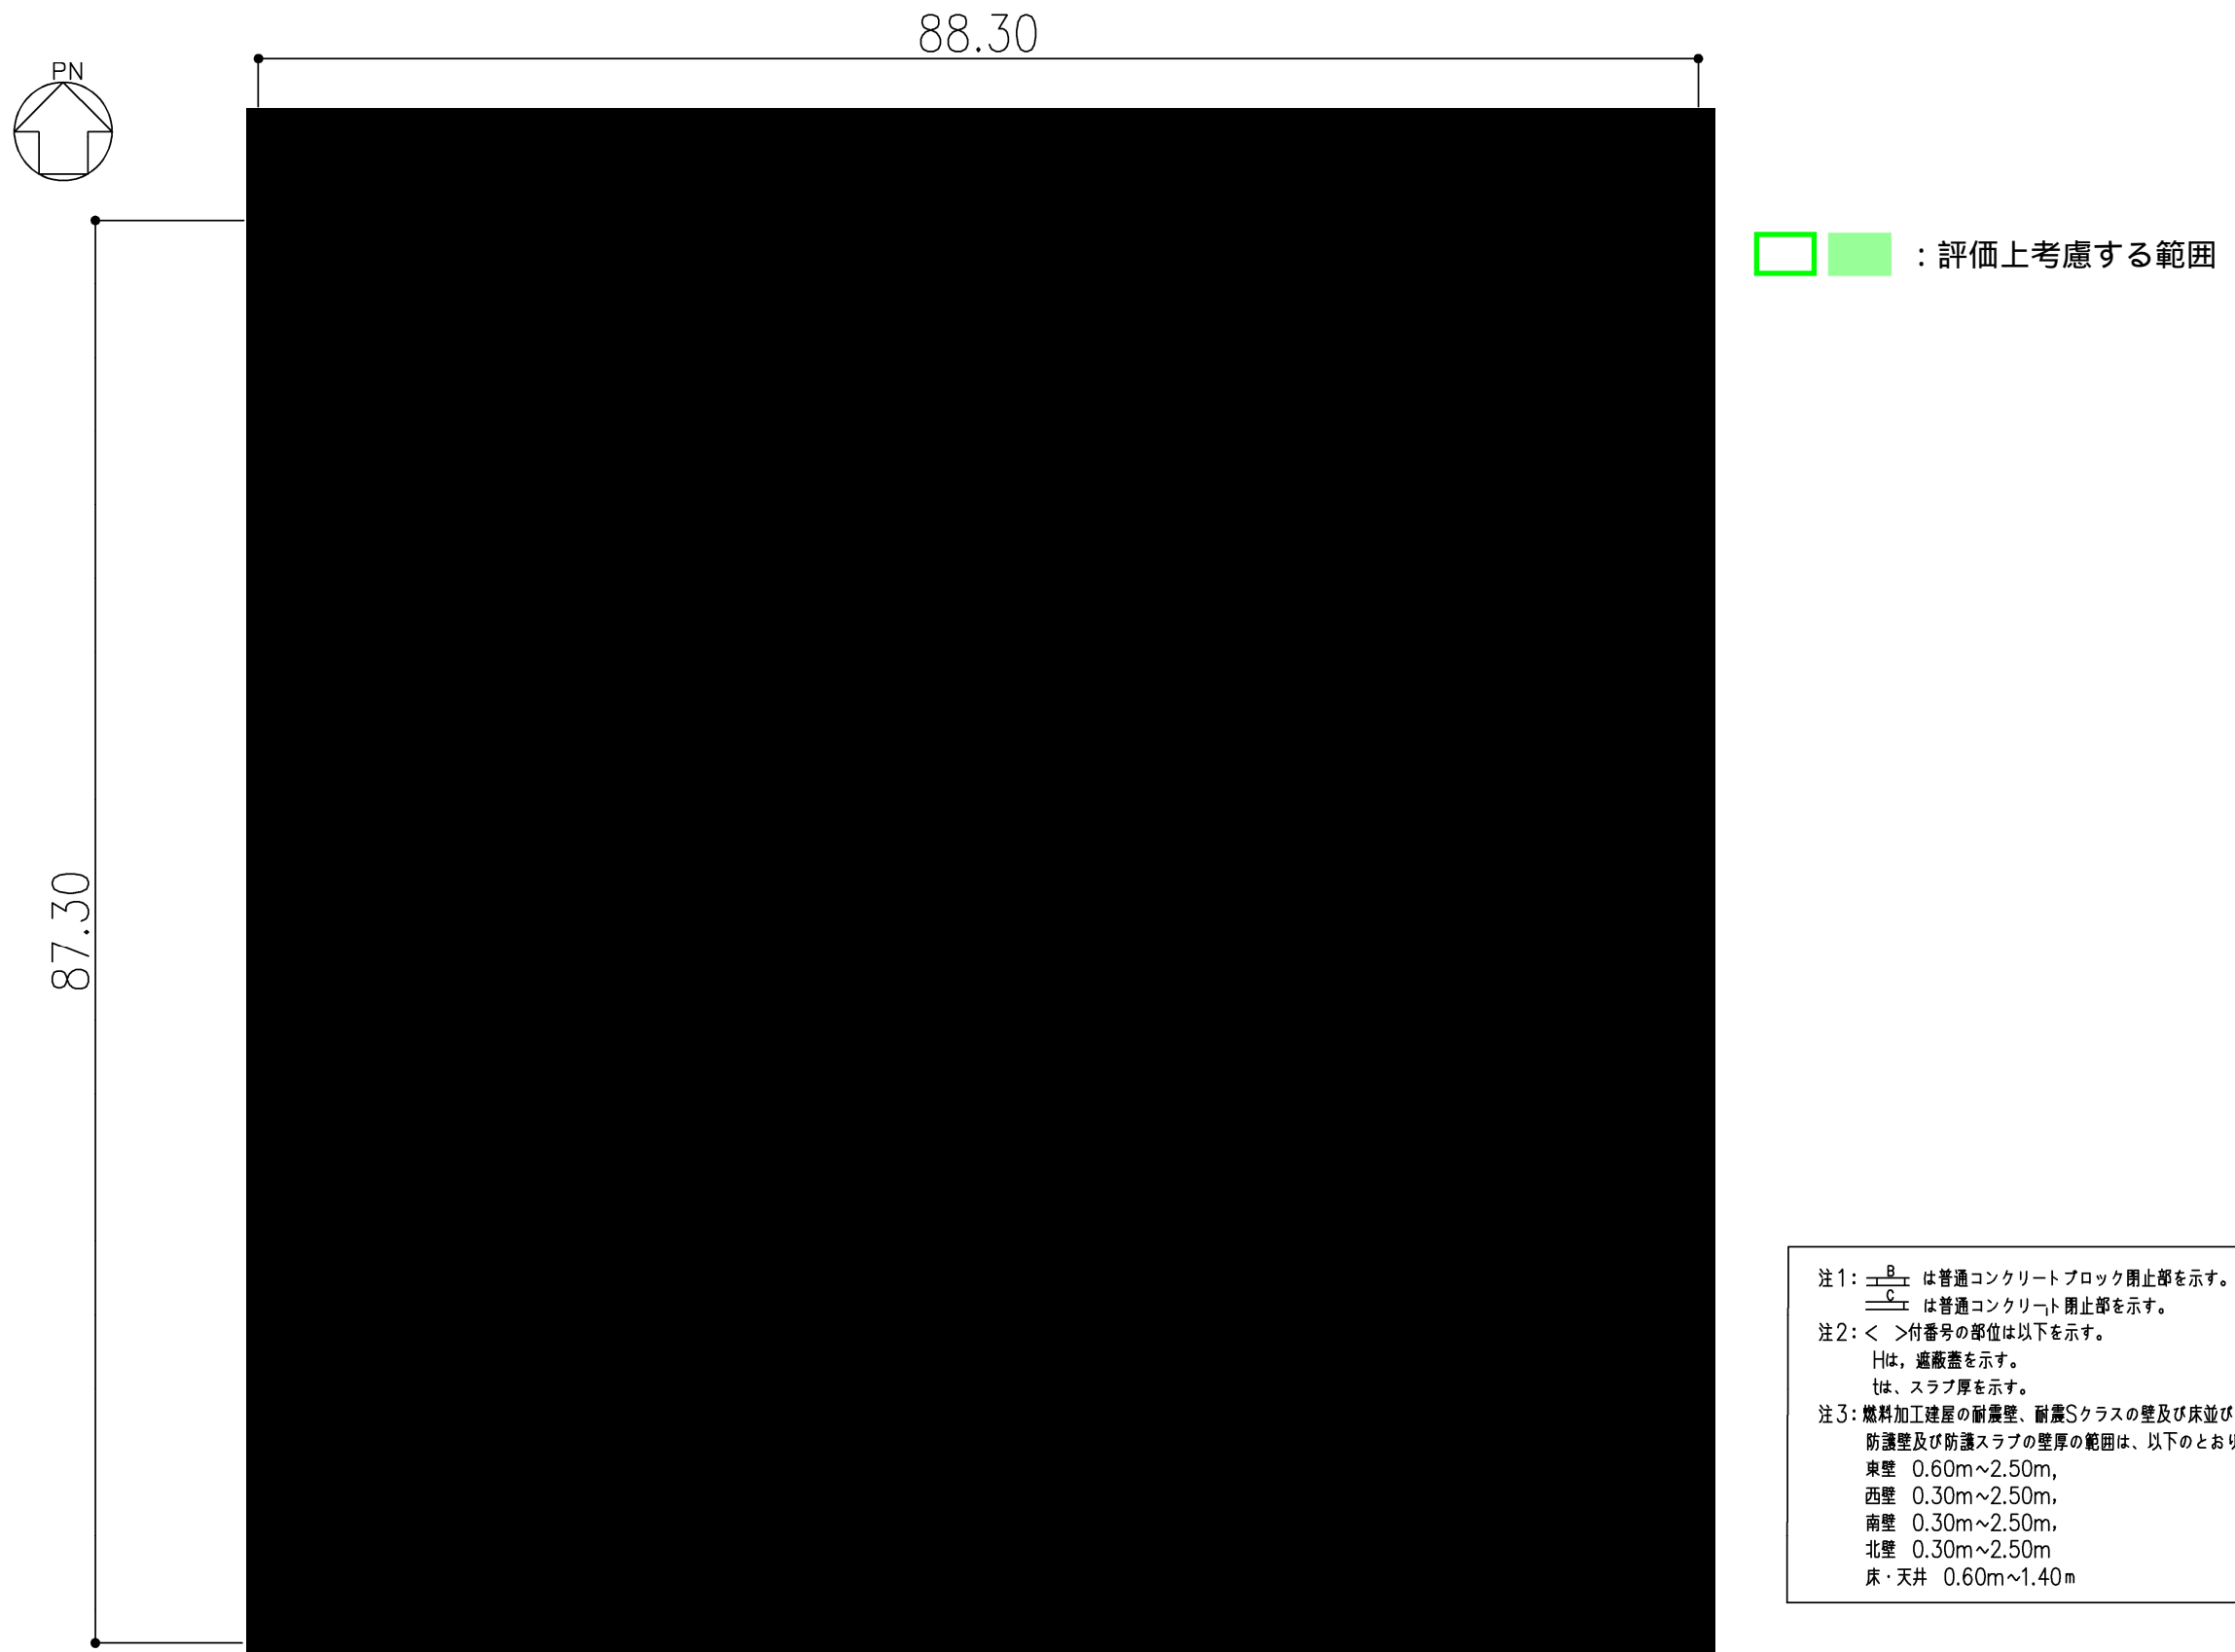 88.30
PN
：評価上考慮する範囲
87.30
注1： B は普通コンクリートブロック閉止部を示す。
C は普通コンクリート閉止部を示す。
注2：＜ ＞付番号の部位は以下を示す。
Hは，遮蔽蓋を示す。
tは、スラブ厚を示す。
注3：燃料加工建屋の耐震壁、耐震Sクラスの壁及び床並び
防護壁及び防護スラブの壁厚の範囲は、以下のとおり
東壁 0.60m～2.50m，
西壁 0.30m～2.50m，
南壁 0.30m～2.50m，
北壁 0.30m～2.50m
床・天井 0.60m～1.40m